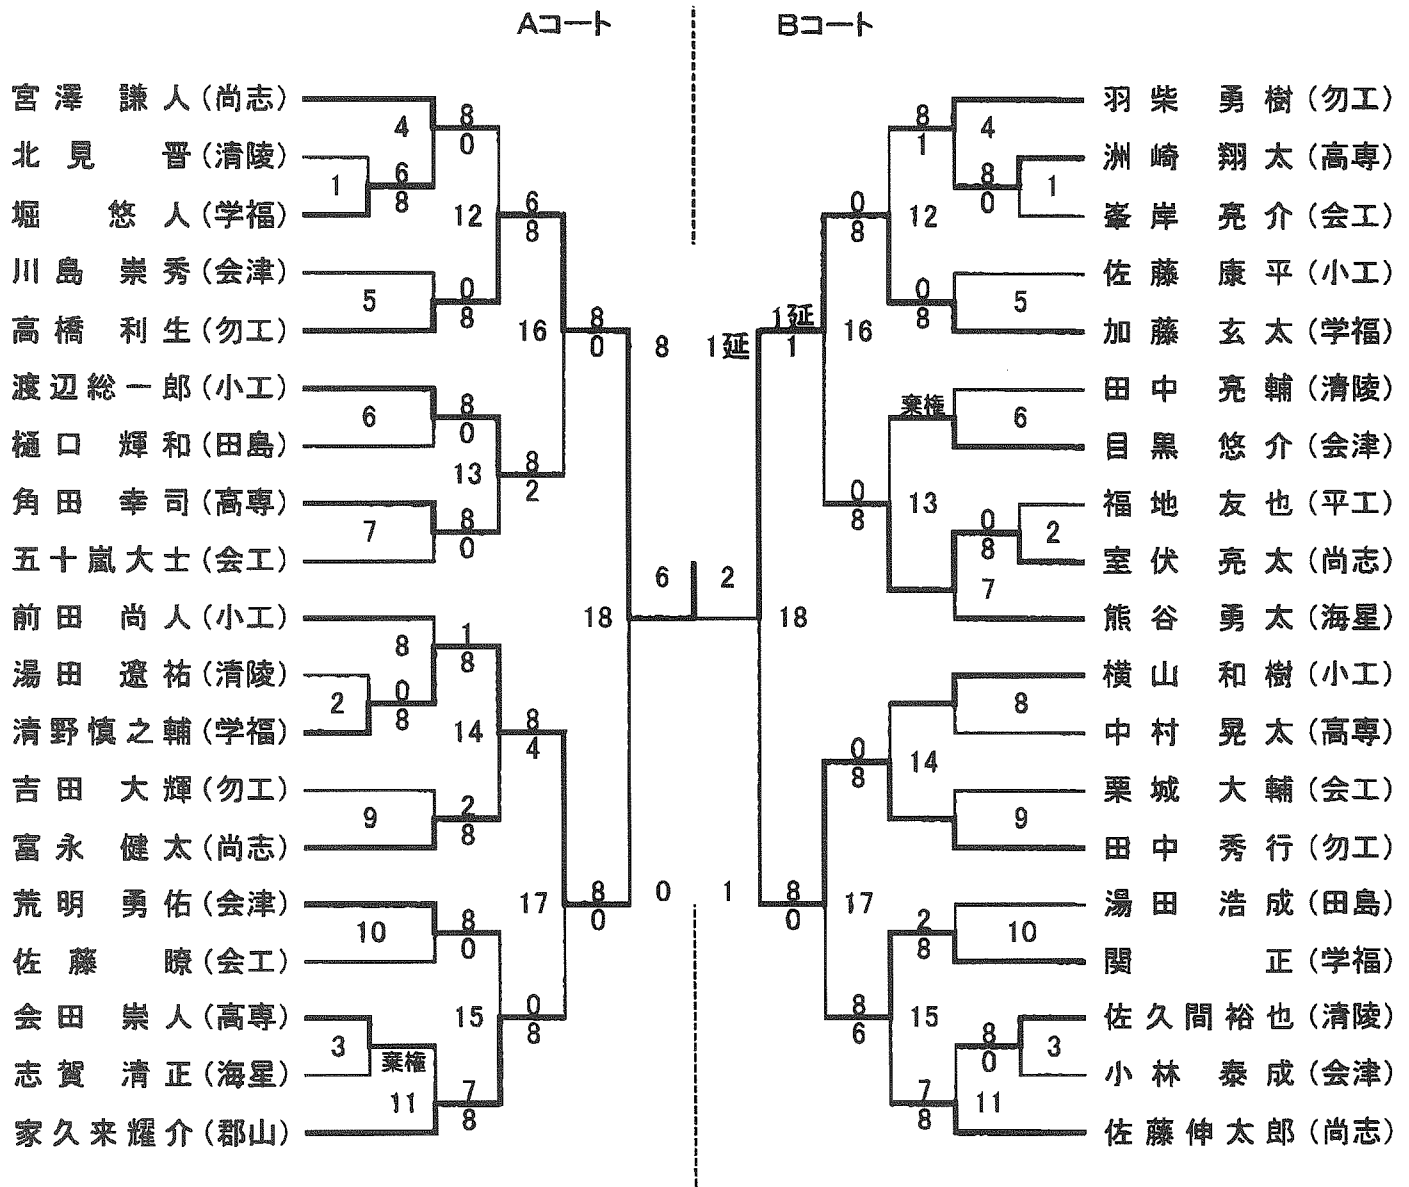 Aコート
Bコート
宮澤 謙人(尚志)
北見 晋(清陵)
堀 悠人(学福)
川島 崇秀(会津)
高橋 利生(勿工)
渡辺総一郎(小工)
樋口 輝和(田島)
角田 幸司(高専)
五十嵐大士(会工)
前田 尚人(小工)
湯田 遼祐(清陵)
清野慎之輔(学福)
吉田 大輝(勿工)
富永 健太(尚志)
荒明 勇佑(会津)
佐藤 瞭(会工)
会田 崇人(高専)
志賀 清正(海星)
家久来耀介(郡山)
1
2
3
棄権
6
8
0
8
4
5
6
7
8
9
10
11
8
0
0
8
8
0
8
0
1
8
2
8
8
0
7
8
12
13
14
15
6
8
8
2
8
4
0
8
16
17
8
0
8
0
18
8
0
6
2
1延
1
18
1延
1
8
0
16
17
0
8
0
8
0
8
8
6
12
13
14
15
8
1
0
8
棄権
2
8
7
8
4
5
6
7
8
9
10
11
8
0
0
8
8
0
1
2
3
羽柴 勇樹(勿工)
洲崎 翔太(高専)
峯岸 亮介(会工)
佐藤 康平(小工)
加藤 玄太(学福)
田中 亮輔(清陵)
目黒 悠介(会津)
福地 友也(平工)
室伏 亮太(尚志)
熊谷 勇太(海星)
横山 和樹(小工)
中村 晃太(高専)
栗城 大輔(会工)
田中 秀行(勿工)
湯田 浩成(田島)
関 正(学福)
佐久間裕也(清陵)
小林 泰成(会津)
佐藤伸太郎(尚志)